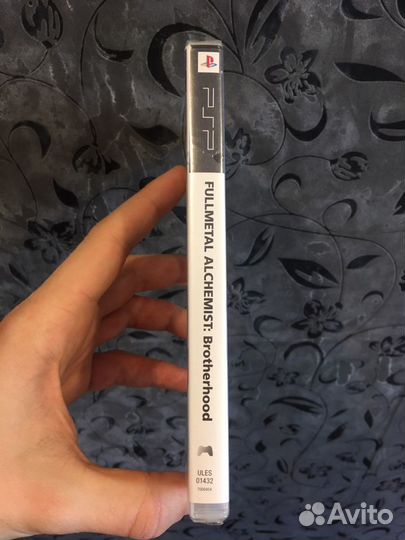 PSP
FULLMETAL ALCHEMIST: Brotherhood
ULES
01432
Avito